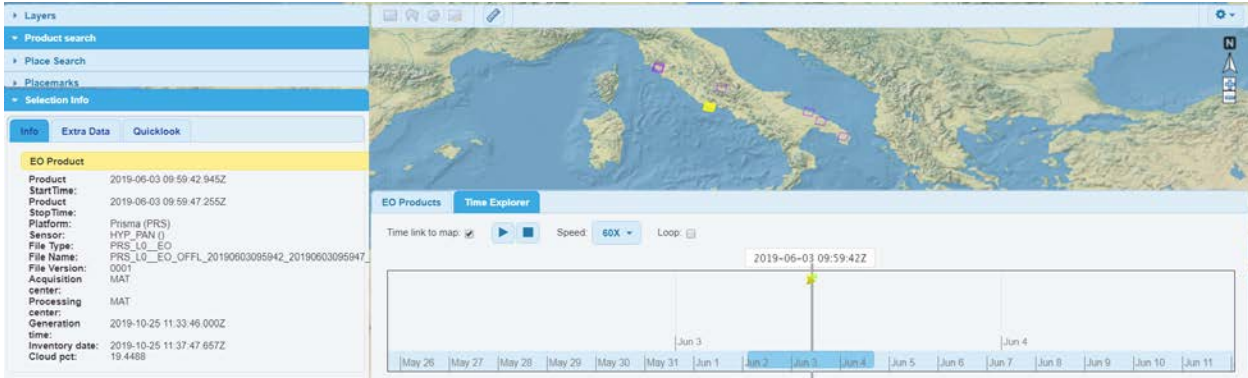 Layers
Product search
Place Search
Placemarks
Selection Info
Info Extra Data Quicklook
EO Product
Product StartTime: 2019-06-03 09:59:42.945Z
Product StopTime: 2019-06-03 09:59:47.255Z
Platform: Prisma (PRS)
Sensor: HYP_PAN ()
File Type: PRS_L0__EO
File Name: PRS_L0__EO_OFFL_20190603095942_20190603095947_
File Version: 0001
Acquisition center: MAT
Processing center: MAT
Generation time: 2019-10-25 11:33:46.000Z
Inventory date: 2019-10-25 11:37:47.657Z
Cloud pct: 19.4488
N
EO Products Time Explorer
Time link to map: Speed: 60X Loop:
2019-06-03 09:59:42Z
Jun 3 Jun 4
May 26 May 27 May 28 May 29 May 30 May 31 Jun 1 Jun 2 Jun 3 Jun 4 Jun 5 Jun 6 Jun 7 Jun 8 Jun 9 Jun 10 Jun 11